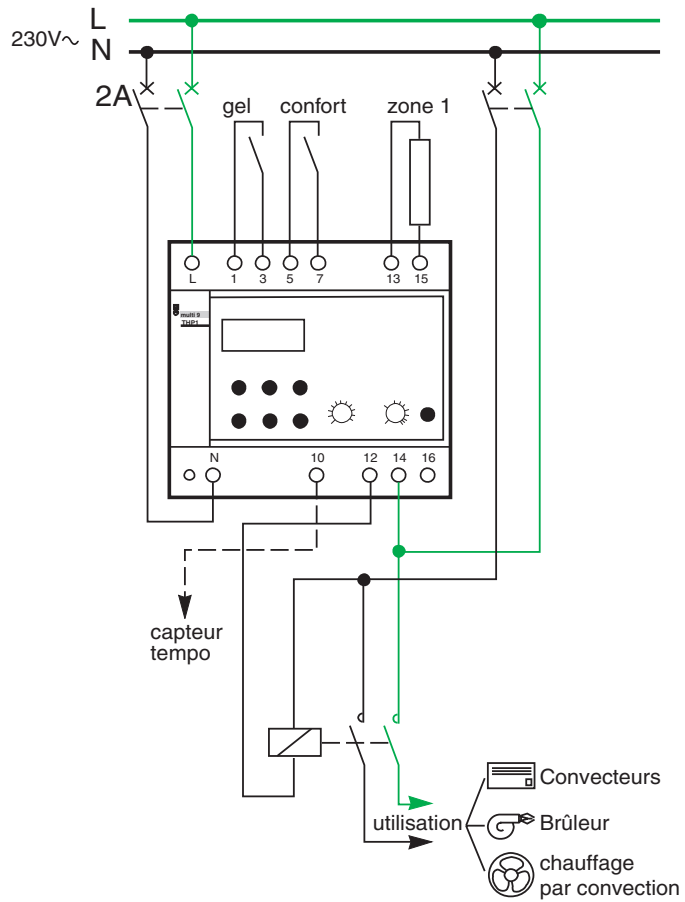 L
230V~
N
2A
gel
confort
zone 1
L
1
3
5
7
13
15
multi 9
THP1
N
10
12
14
16
capteur
tempo
utilisation
Convecteurs
Brûleur
chauffage
par convection